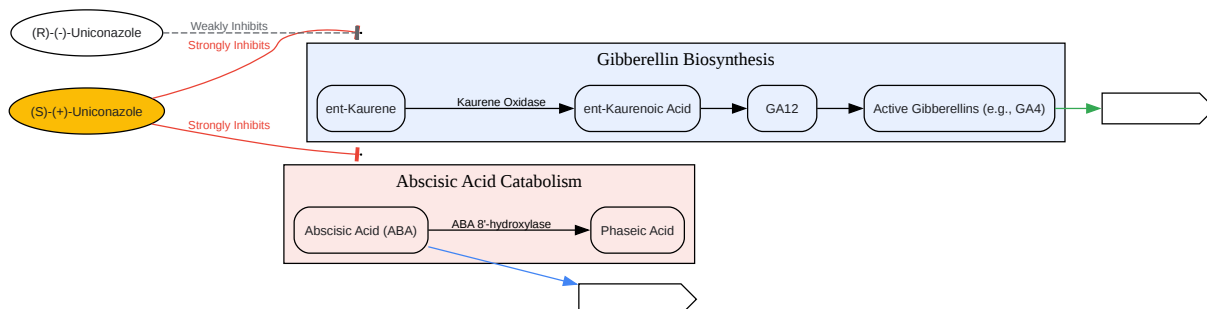 (R)-(-)-Uniconazole
Weakly Inhibits
Strongly Inhibits
Gibberellin Biosynthesis
ent-Kaurene
Kaurene Oxidase
ent-Kaurenoic Acid
GA12
Active Gibberellins (e.g., GA4)
(S)-(+)-Uniconazole
Strongly Inhibits
Abscisic Acid Catabolism
Abscisic Acid (ABA)
ABA 8'-hydroxylase
Phaseic Acid